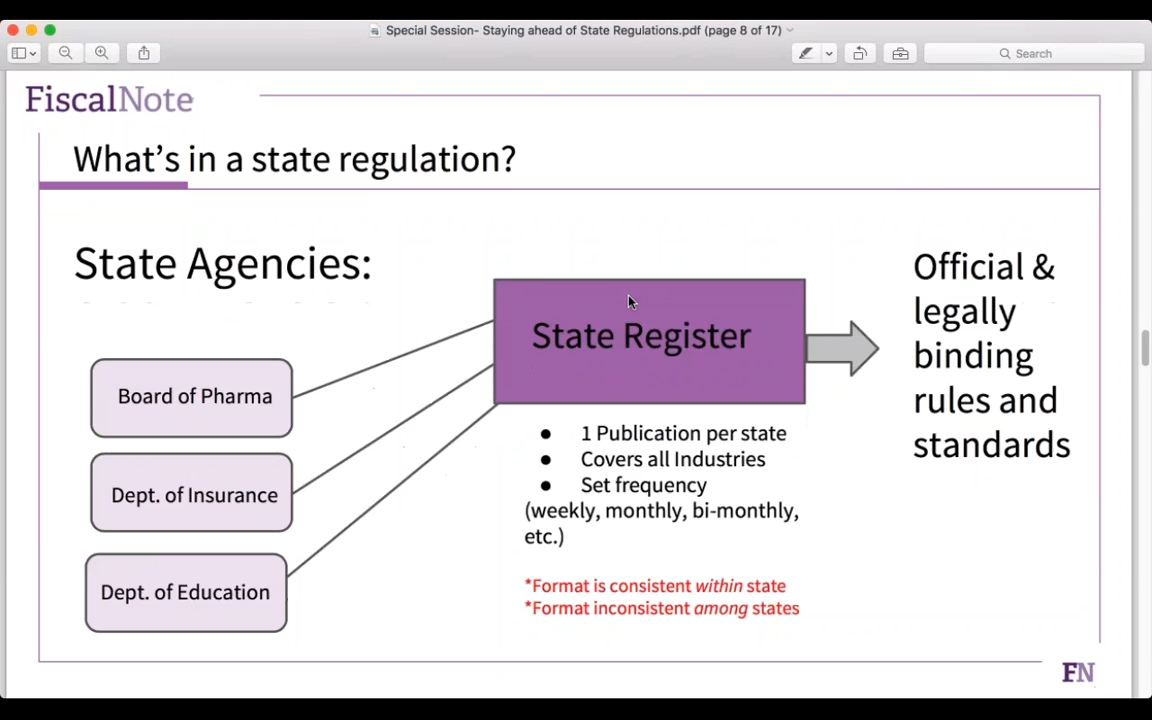 Special Session- Staying ahead of State Regulations.pdf (page 8 of 17)
Search
FiscalNote
What's in a state regulation?
State Agencies:
Board of Pharma
Dept. of Insurance
Dept. of Education
State Register
● 1 Publication per state
● Covers all Industries
● Set frequency
(weekly, monthly, bi-monthly,
etc.)
*Format is consistent within state
*Format inconsistent among states
Official &
legally
binding
rules and
standards
FN